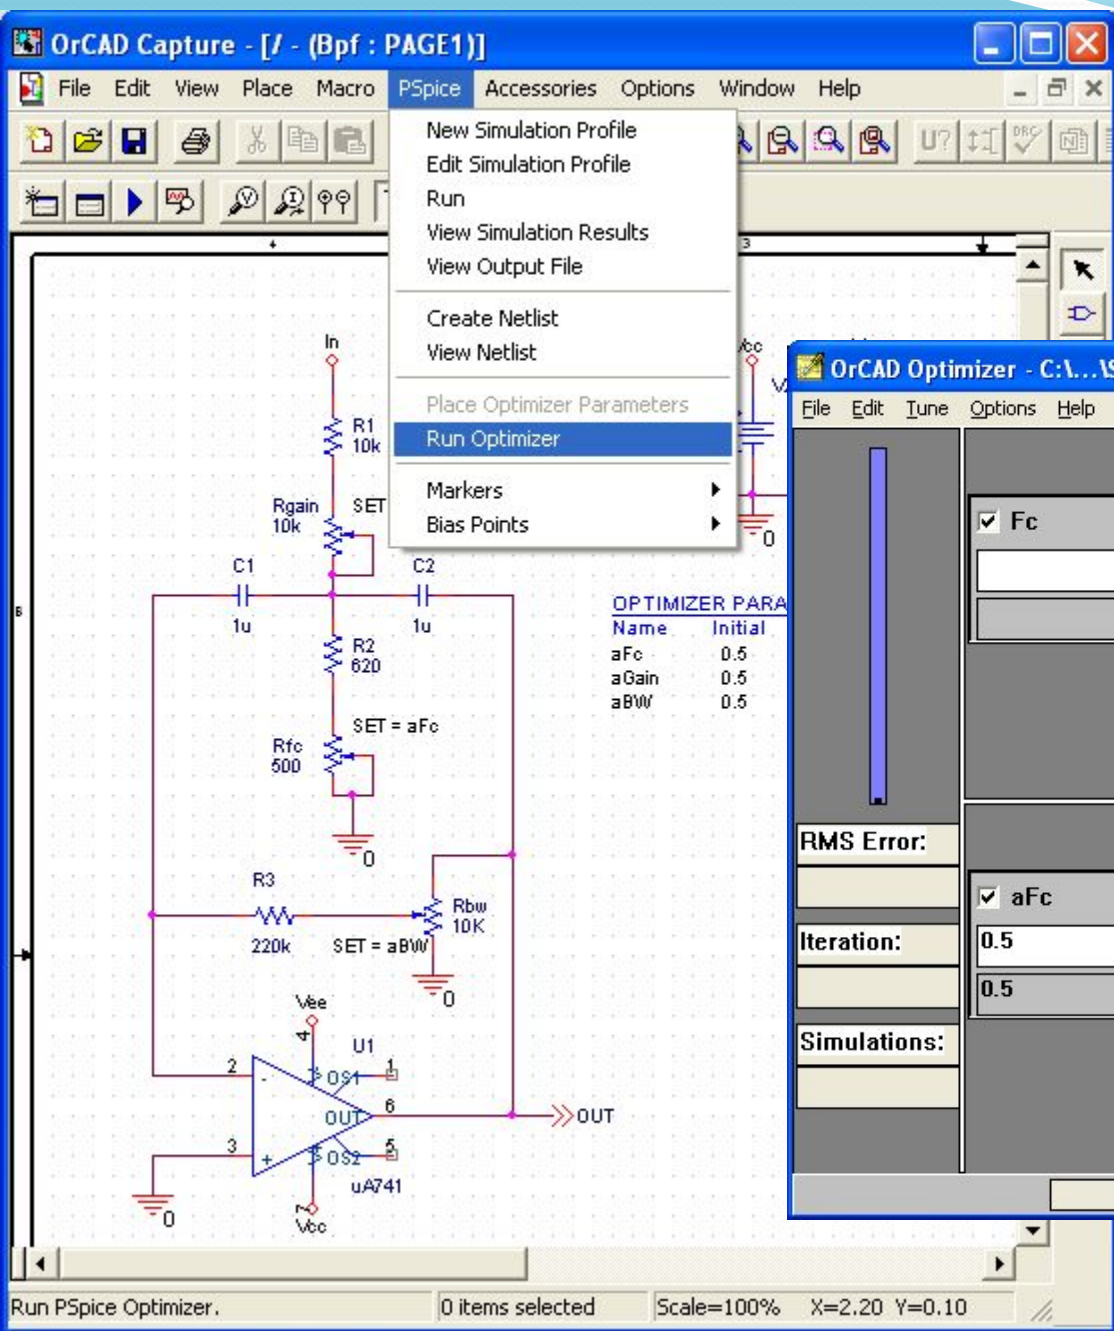 OrCAD Capture - [/ - (Bpf : PAGE1)]
File Edit View Place Macro PSpice Accessories Options Window Help
U?
DRC
New Simulation Profile
Edit Simulation Profile
Run
View Simulation Results
View Output File
Create Netlist
View Netlist
Place Optimizer Parameters
Run Optimizer
Markers
Bias Points
4
3
B
In
R1
10k
Rgain
10k
SET
C1
1u
C2
1u
R2
620
SET = aFc
Rfc
500
0
R3
220k
SET = aBW
Rbw
10K
0
Vee
4
U1
2
-
OS1
1
OUT
6
OUT
3
+
OS2
5
uA741
7
Vcc
0
0
OPTIMIZER PARA
Name Initial
aFc 0.5
aGain 0.5
aBW 0.5
OrCAD Optimizer - C:\...\S
File Edit Tune Options Help
Fc
RMS Error:
aFc
Iteration:
0.5
0.5
Simulations:
Run PSpice Optimizer.
0 items selected
Scale=100% X=2.20 Y=0.10